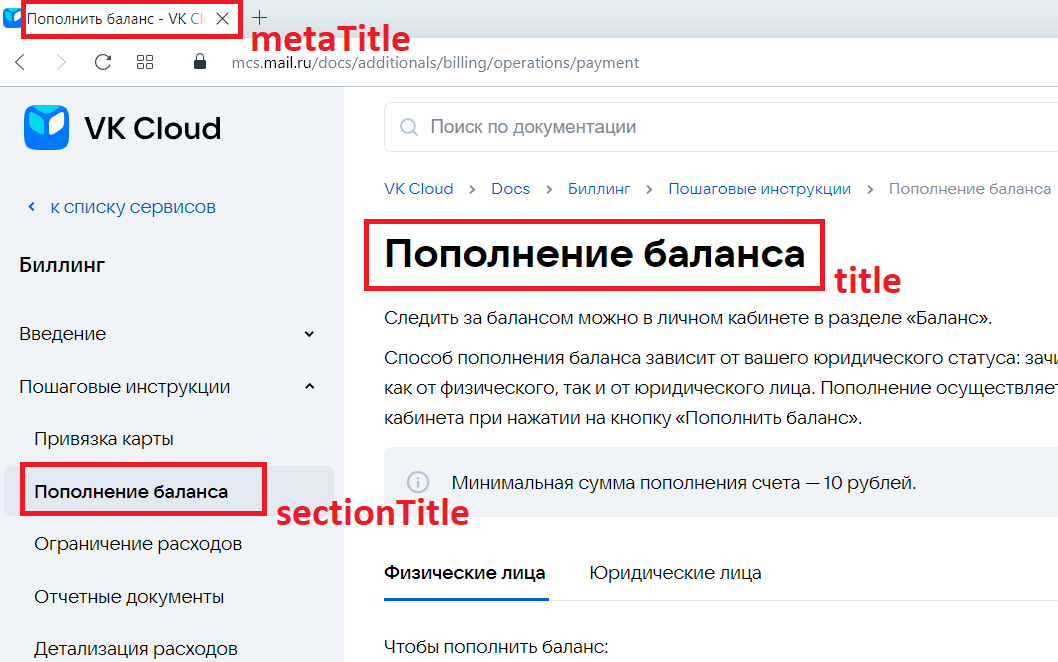 Пополнить баланс - VK Cl
metaTitle
mcs.mail.ru/docs/additionals/billing/operations/payment
VK Cloud
Поиск по документации
VK Cloud > Docs > Биллинг > Пошаговые инструкции > Пополнение баланса
к списку сервисов
Биллинг
Введение
Пошаговые инструкции
Привязка карты
Пополнение баланса
sectionTitle
Ограничение расходов
Отчетные документы
Детализация расходов
Пополнение баланса
title
Следить за балансом можно в личном кабинете в разделе «Баланс».
Способ пополнения баланса зависит от вашего юридического статуса: зачи
как от физического, так и от юридического лица. Пополнение осуществляет
кабинета при нажатии на кнопку «Пополнить баланс».
Минимальная сумма пополнения счета — 10 рублей.
Физические лица Юридические лица
Чтобы пополнить баланс: